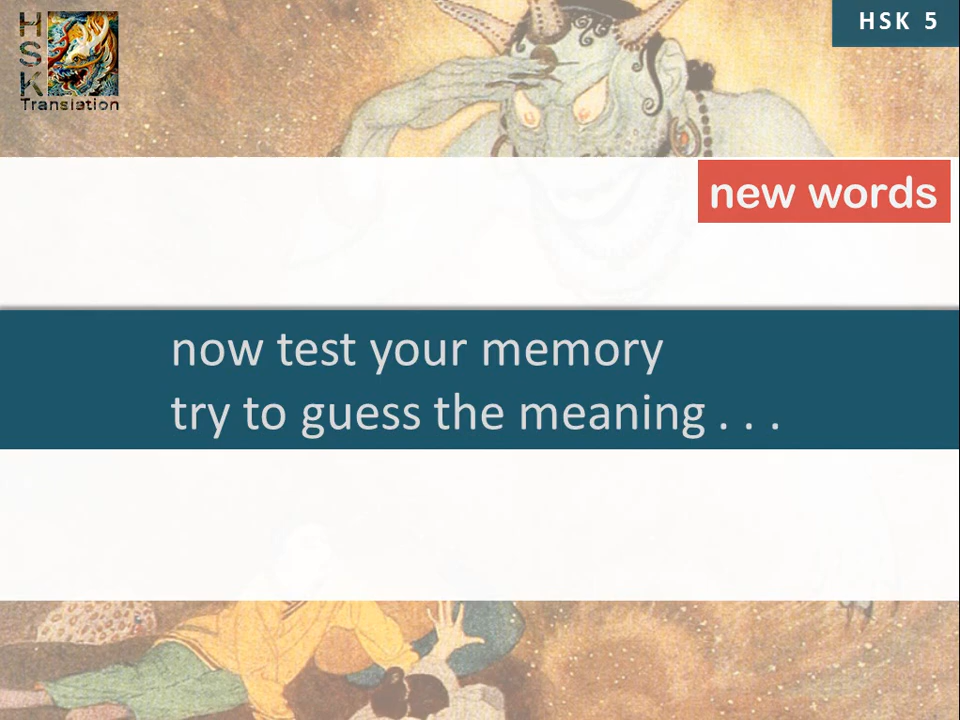 HSK
Translation
HSK 5
new words
now test your memory
try to guess the meaning . . .